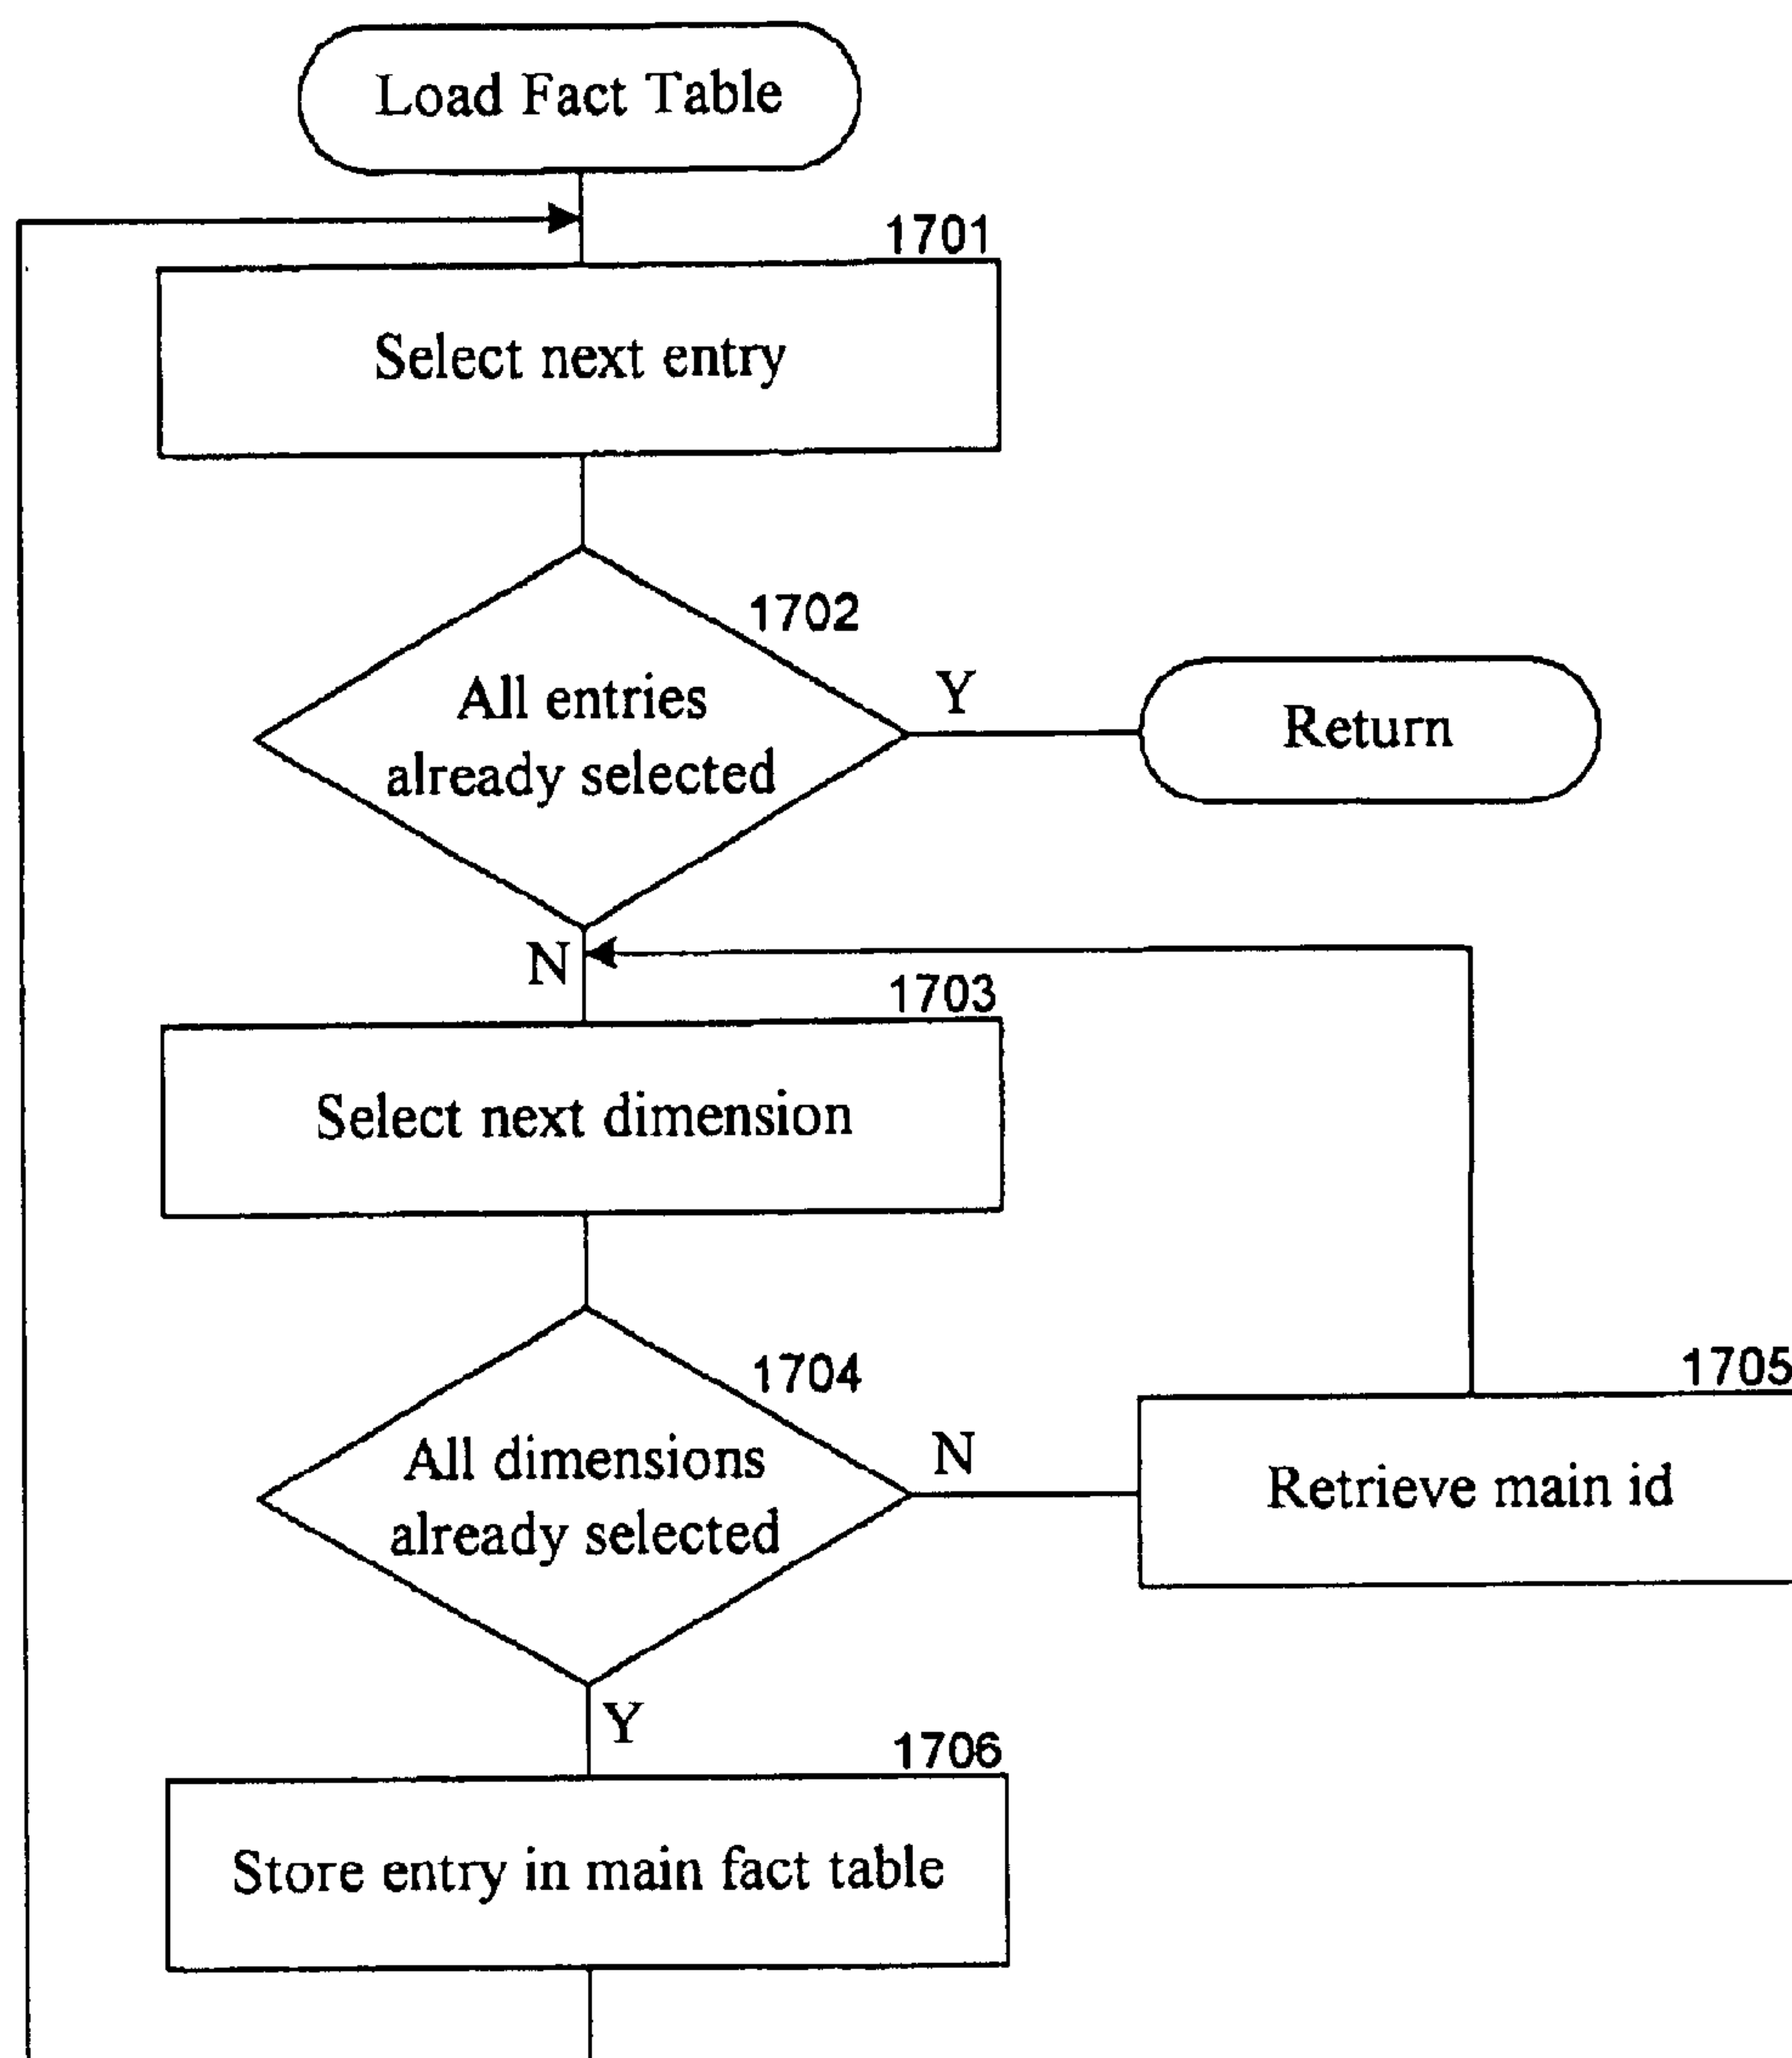 Load Fact Table
1701
Select next entry
1702
All entries
already selected
Y
Return
N
1703
Select next dimension
1704
All dimensions
already selected
N
1705
Retrieve main id
Y
1706
Store entry in main fact table